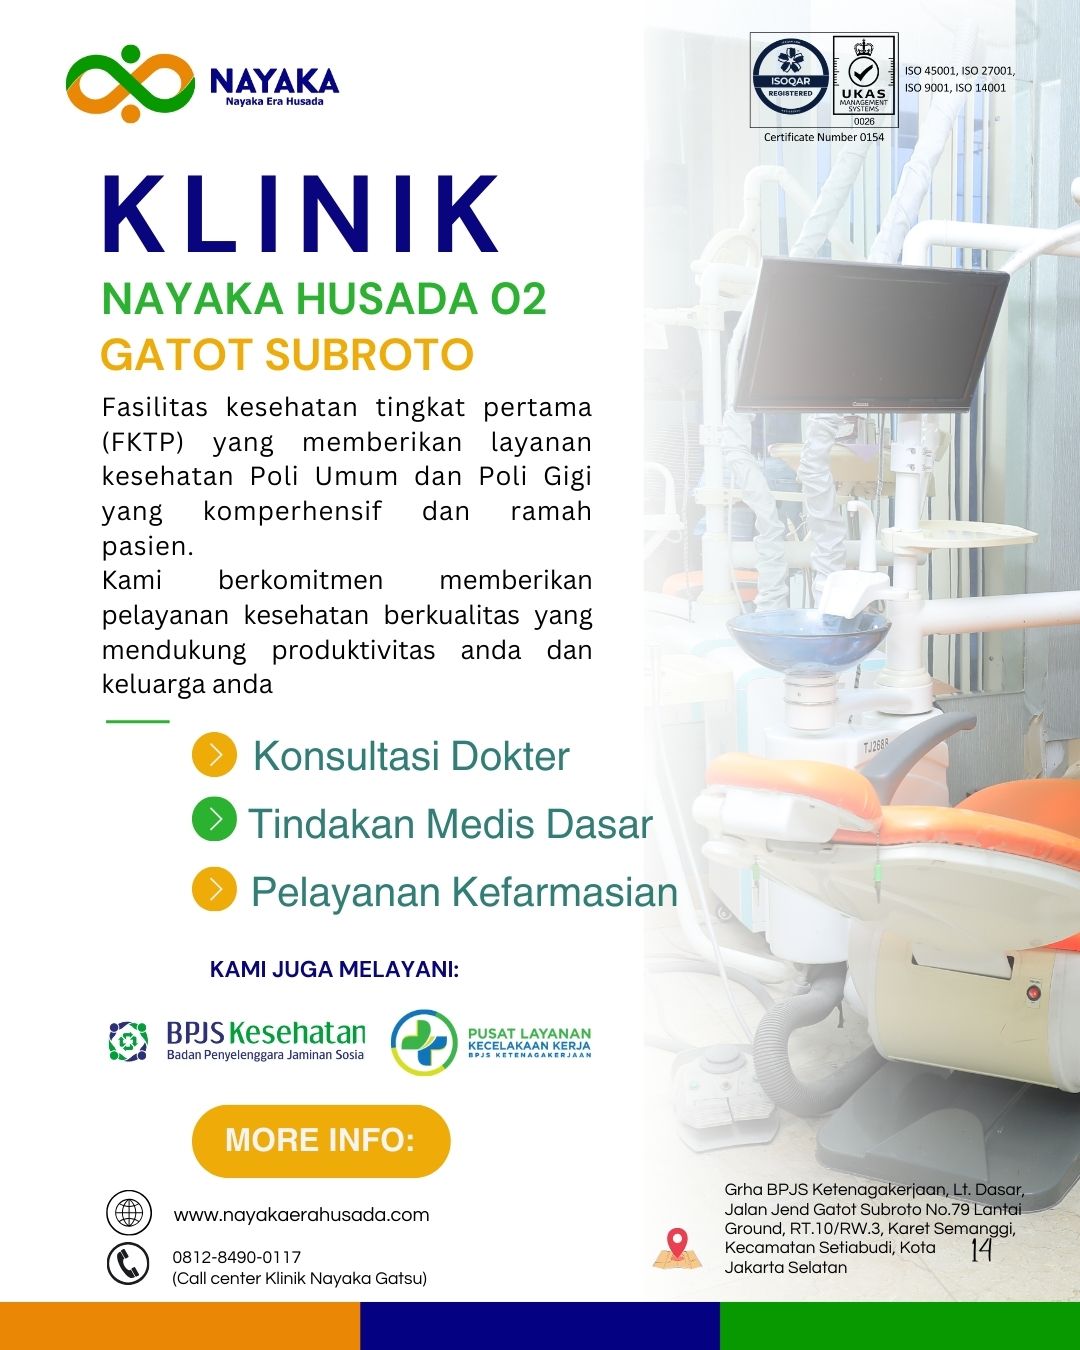 NAYAKA
Nayaka Era Husada
ISOQAR
REGISTERED
UKAS
MANAGEMENT
SYSTEMS
0026
ISO 45001, ISO 27001,
ISO 9001, ISO 14001
Certificate Number 0154
KLINIK
NAYAKA HUSADA 02
GATOT SUBROTO
Fasilitas kesehatan tingkat pertama
(FKTP) yang memberikan layanan
kesehatan Poli Umum dan Poli Gigi
yang komperhensif dan ramah
pasien.
Kami berkomitmen memberikan
pelayanan kesehatan berkualitas yang
mendukung produktivitas anda dan
keluarga anda
TJ2688
Konsultasi Dokter
Tindakan Medis Dasar
Pelayanan Kefarmasian
KAMI JUGA MELAYANI:
BPJS Kesehatan
Badan Penyelenggara Jaminan Sosia
PUSAT LAYANAN
KECELAKAAN KERJA
BPJS KETENAGAKERJAAN
MORE INFO:
www.nayakaerahusada.com
0812-8490-0117
(Call center Klinik Nayaka Gatsu)
Grha BPJS Ketenagakerjaan, Lt. Dasar,
Jalan Jend Gatot Subroto No.79 Lantai
Ground, RT.10/RW.3, Karet Semanggi,
Kecamatan Setiabudi, Kota
Jakarta Selatan
14